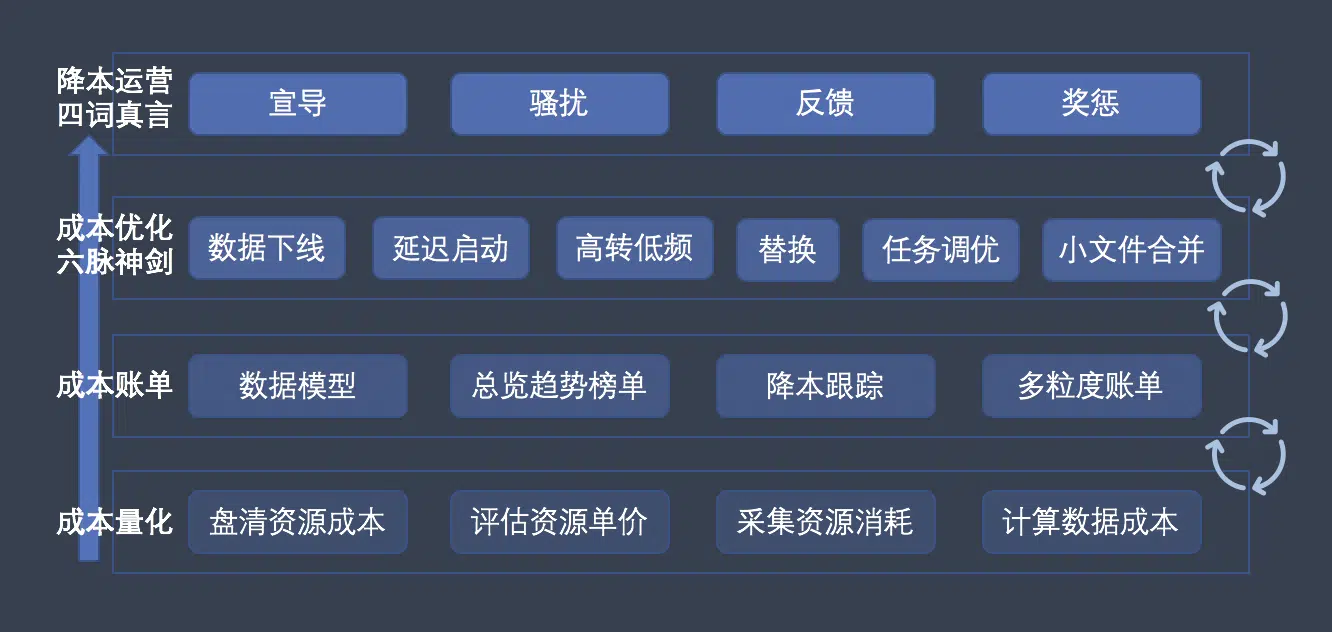 降本运营
四词真言
宣导
骚扰
反馈
奖惩
成本优化
六脉神剑
数据下线
延迟启动
高转低频
替换
任务调优
小文件合并
成本账单
数据模型
总览趋势榜单
降本跟踪
多粒度账单
成本量化
盘清资源成本
评估资源单价
采集资源消耗
计算数据成本